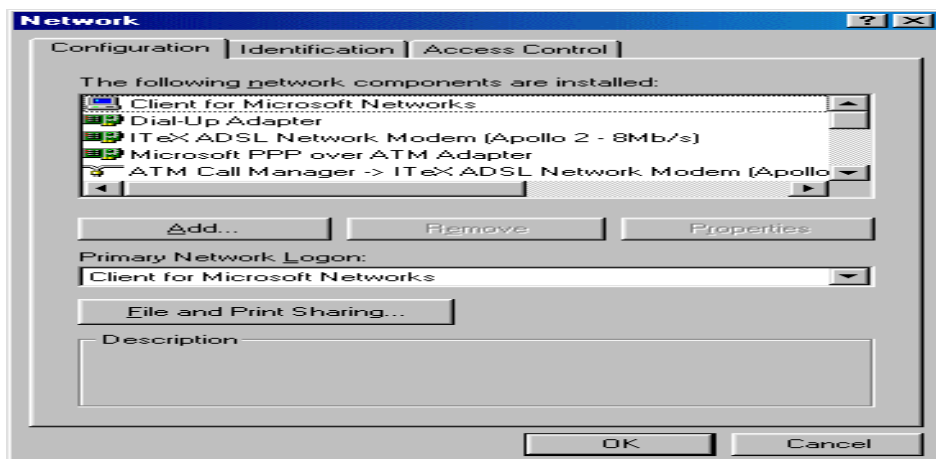 Network
Configuration Identification Access Control
The following network components are installed:
Client for Microsoft Networks
Dial-Up Adapter
ITeX ADSL Network Modem (Apollo 2 - 8Mb/s)
Microsoft PPP over ATM Adapter
ATM Call Manager -> ITeX ADSL Network Modem (Apollo
Add... Remove Properties
Primary Network Logon:
Client for Microsoft Networks
File and Print Sharing...
Description
OK Cancel